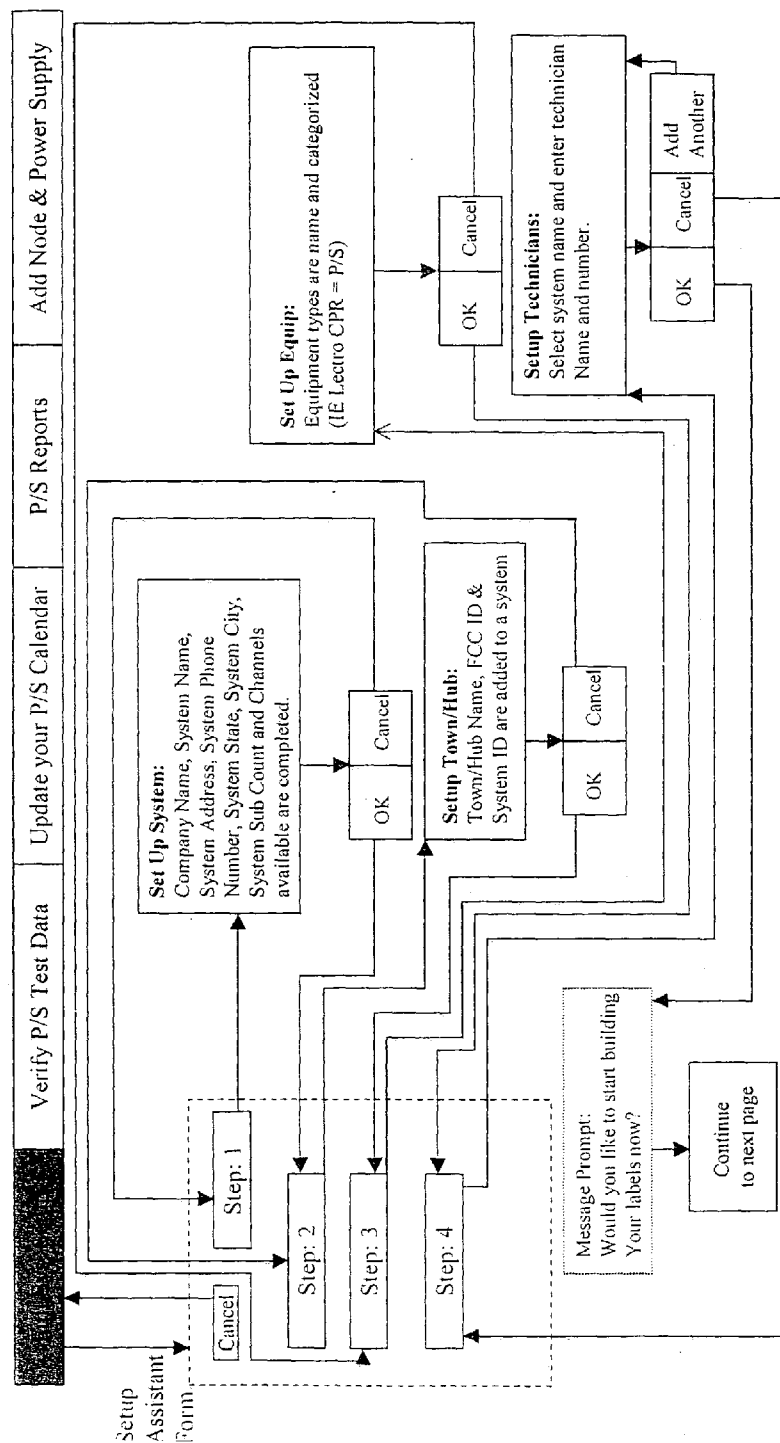 Verify P/S Test Data
Update your P/S Calendar
P/S Reports
Add Node & Power Supply
Setup
Assistant
Form
Cancel
Step: 1
Step: 2
Step: 3
Step: 4
Set Up System:
Company Name, System Name,
System Address, System Phone
Number, System State, System City,
System Sub Count and Channels
available are completed.
OK
Cancel
Setup Town/Hub:
Town/Hub Name, FCC ID &
System ID are added to a system
OK
Cancel
Set Up Equip:
Equipment types are name and categorized
(IE Lectro CPR = P/S)
OK
Cancel
Setup Technicians:
Select system name and enter technician
Name and number.
OK
Cancel
Add
Another
Message Prompt:
Would you like to start building
Your labels now?
Continue
to next page